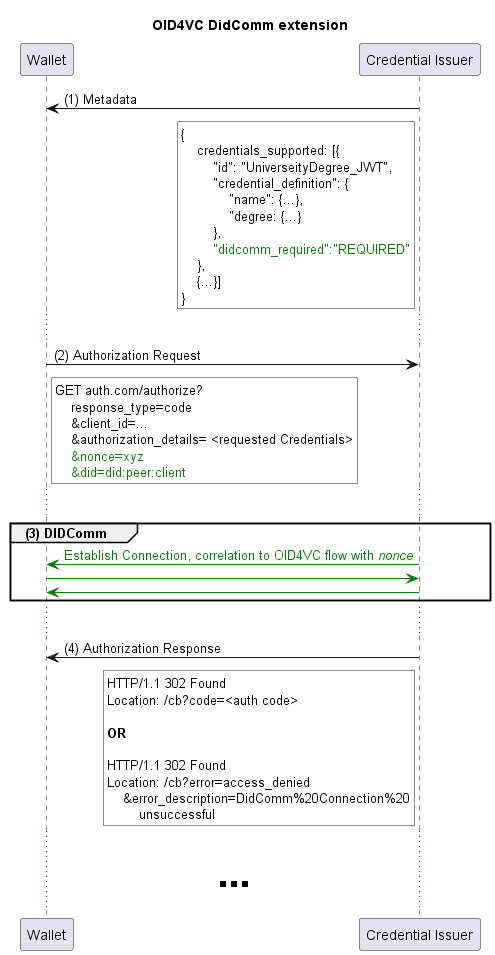 OID4VC DidComm extension
Wallet
Credential Issuer
(1) Metadata
{
credentials_supported: [{
"id": "UniverseityDegree_JWT",
"credential_definition": {
"name": {...},
"degree: {...}
},
"didcomm_required":"REQUIRED"
},
{...}]
}
(2) Authorization Request
GET auth.com/authorize?
response_type=code
&client_id=...
&authorization_details= <requested Credentials>
&nonce=xyz
&did=did:peer:client
(3) DIDComm
Establish Connection, correlation to OID4VC flow with nonce
(4) Authorization Response
HTTP/1.1 302 Found
Location: /cb?code=<auth code>
OR
HTTP/1.1 302 Found
Location: /cb?error=access_denied
&error_description=DidComm%20Connection%20
unsuccessful
...
Wallet
Credential Issuer